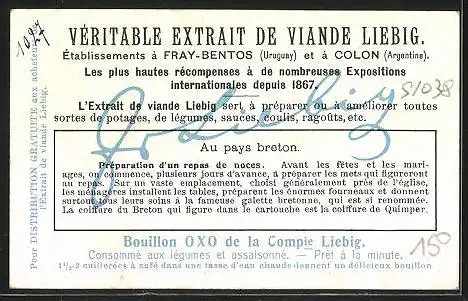 VÉRITABLE EXTRAIT DE VIANDE LIEBIG.
Établissements à FRAY-BENTOS (Uruguay) et à COLON (Argentine).
Les plus hautes récompenses à de nombreuses Expositions
internationales depuis 1867.
L'Extrait de viande Liebig sert à préparer ou à améliorer toutes
sortes de potages, de légumes, sauces, coulis, ragoûts, etc.
J v Liebig
S1038
Au pays breton.
Préparation d'un repas de noces. Avant les fêtes et les mari-
ages, on commence, plusieurs jours d'avance, à préparer les mets qui figureront
au repas. Sur un vaste emplacement, choisi généralement près de l'église,
les ménagères installent les tables, préparent les énormes fourneaux et donnent
surtout tous leurs soins à la fameuse galette bretonne, qui est si renommée.
La coiffure du Breton qui figure dans le cartouche est la coiffure de Quimper.
Bouillon OXO de la Compie Liebig.
Consommé aux légumes et assaisonné. — Prêt à la minute.
1½-2 cuillerées à café dans une tasse d'eau chaude donnent un délicieux bouillon
150
Pour DISTRIBUTION GRATUITE aux acheteurs
l'Extrait de viande Liebig.